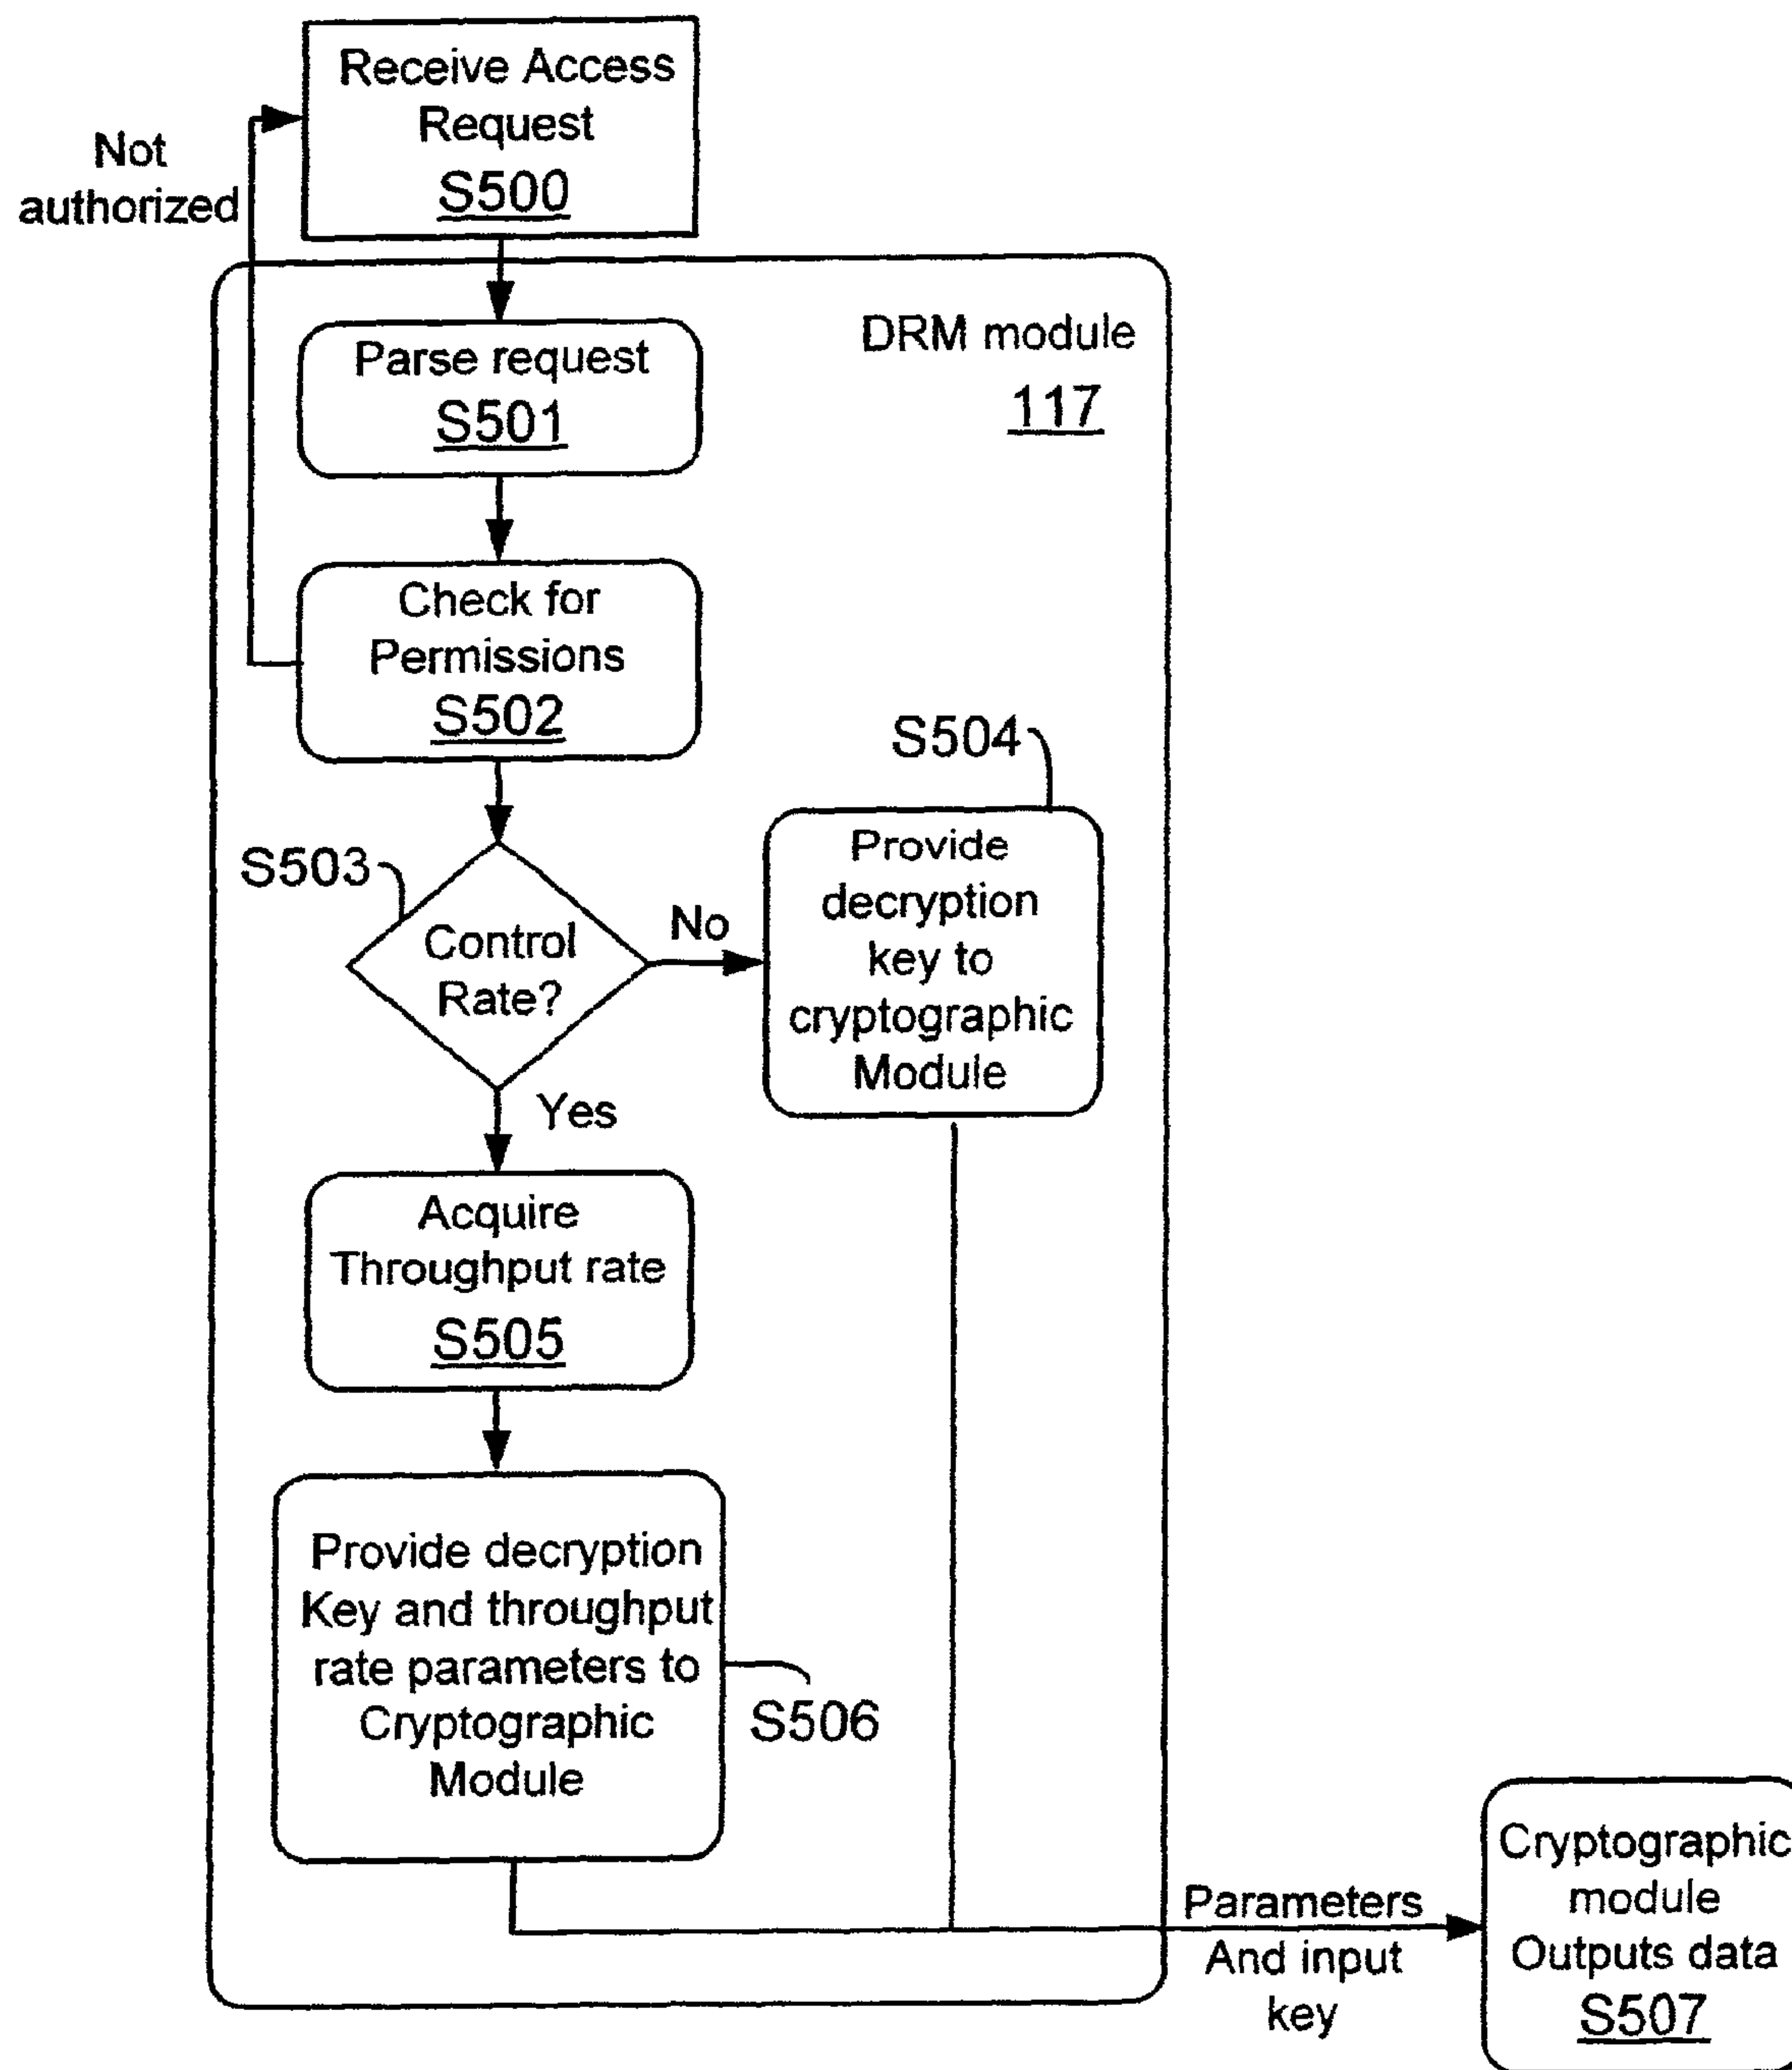 Receive Access
Request
S500
Not
authorized
DRM module
117
Parse request
S501
Check for
Permissions
S502
S503
Control
Rate?
No
Yes
S504
Provide
decryption
key to
cryptographic
Module
Acquire
Throughput rate
S505
Provide decryption
Key and throughput
rate parameters to
Cryptographic
Module
S506
Parameters
And input
key
Cryptographic
module
Outputs data
S507